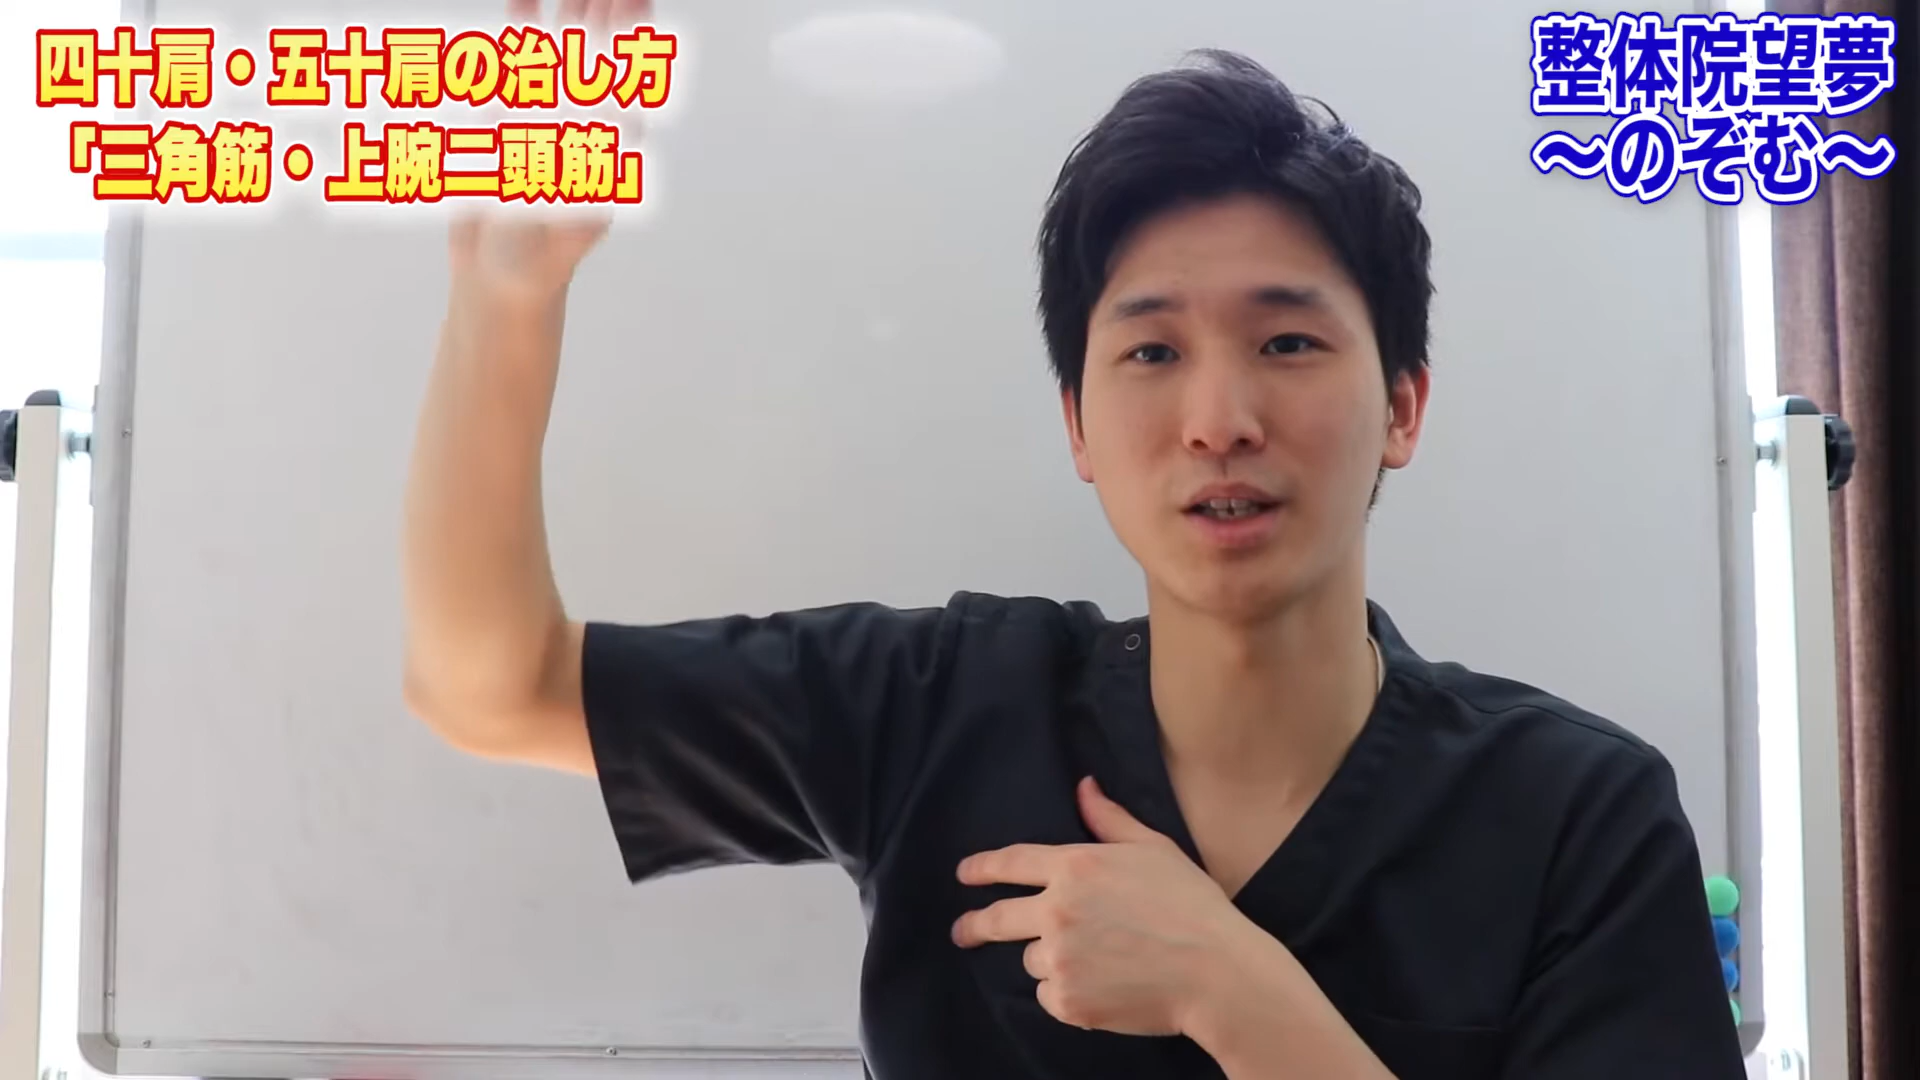 四十肩・五十肩の治し方
「三角筋・上腕二頭筋」
整体院望夢
～のぞむ～